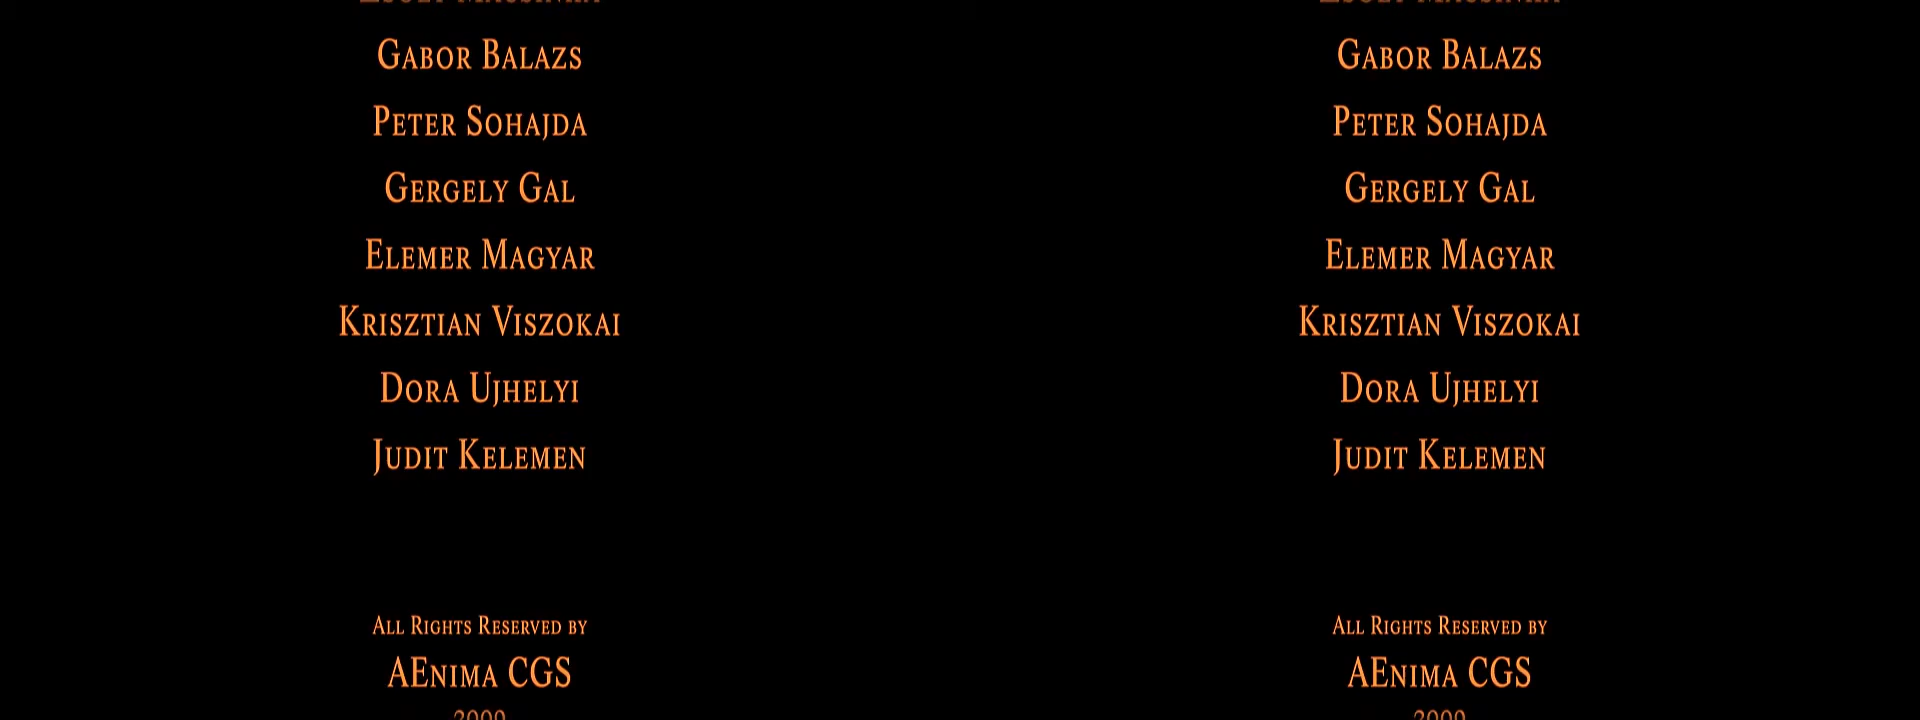 Gabor Balazs Gabor Balazs
Peter Sohajda Peter Sohajda
Gergely Gal Gergely Gal
Elemer Magyar Elemer Magyar
Krisztian Viszokai Krisztian Viszokai
Dora Ujhelyi Dora Ujhelyi
Judit Kelemen Judit Kelemen
All Rights Reserved by All Rights Reserved by
AEnima CGS AEnima CGS